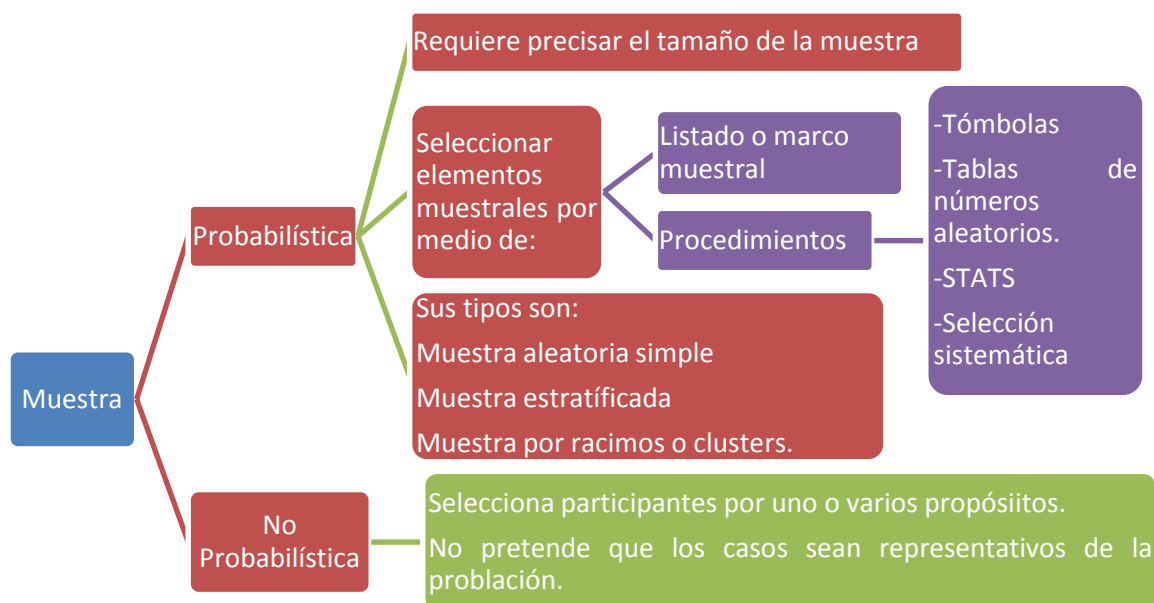 Muestra
Probabilística
Requiere precisar el tamaño de la muestra
Seleccionar
elementos
muestrales por
medio de:
Listado o marco
muestral
Procedimientos
-Tómbolas
-Tablas de
números
aleatorios.
-STATS
-Selección
sistemática
Sus tipos son:
Muestra aleatoria simple
Muestra estratíficada
Muestra por racimos o clusters.
No
Probabilística
Selecciona participantes por uno o varios propósiitos.
No pretende que los casos sean representativos de la
problación.